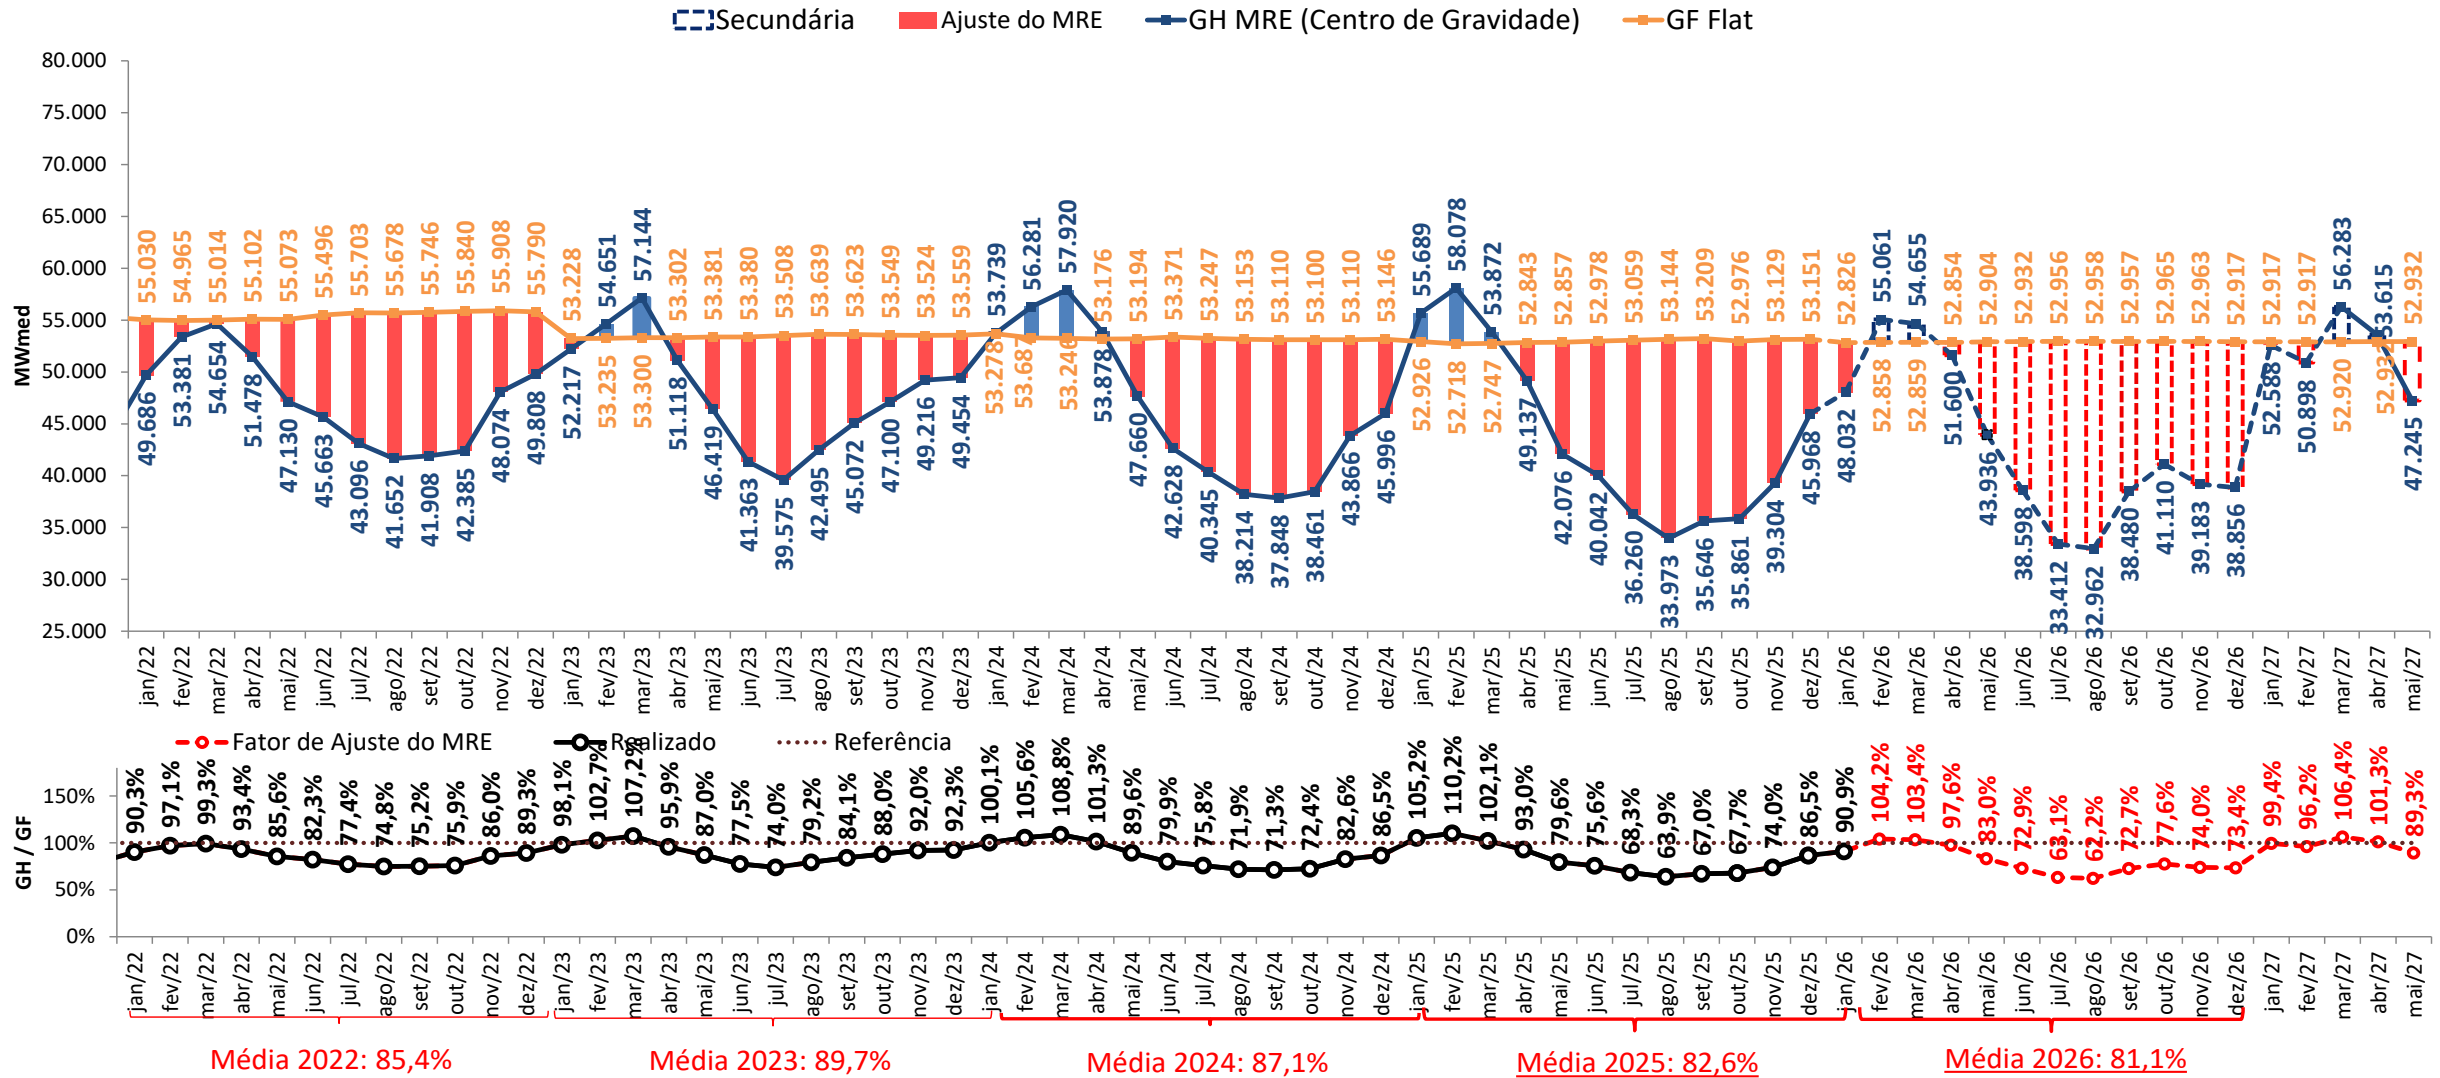 Secundária Ajuste do MRE GH MRE (Centro de Gravidade) GF Flat
MWmed
80.000
75.000
70.000
65.000
60.000
55.000
50.000
45.000
40.000
35.000
30.000
25.000
55.030 54.965 55.014 55.102 55.073 55.496 55.703 55.678 55.746 55.840 55.908 55.790 53.228 54.651 57.144 53.302 53.381 53.380 53.508 53.639 53.623 53.549 53.524 53.559 53.739 56.281 57.920 53.176 53.194 53.371 53.247 53.153 53.110 53.100 53.110 53.146 55.689 58.078 53.872 52.843 52.857 52.978 53.059 53.144 53.209 52.976 53.129 53.151 52.826 55.061 54.655 52.854 52.904 52.932 52.956 52.958 52.957 52.965 52.963 52.917 52.917 52.917 56.283 53.615 52.932
49.686 53.381 54.654 51.478 47.130 45.663 43.096 41.652 41.908 42.385 48.074 49.808 52.217 53.235 53.300 51.118 46.419 41.363 39.575 42.495 45.072 47.100 49.216 49.454 53.278 53.68 53.246 53.878 47.660 42.628 40.345 38.214 37.848 38.461 43.866 45.996 52.926 52.718 52.747 49.137 42.076 40.042 36.260 33.973 35.646 35.861 39.304 45.968 48.032 52.858 52.859 51.600 43.936 38.598 33.412 32.962 38.480 41.110 39.183 38.856 52.588 50.898 52.920 52.932 47.245
jan/22 fev/22 mar/22 abr/22 mai/22 jun/22 jul/22 ago/22 set/22 out/22 nov/22 dez/22 jan/23 fev/23 mar/23 abr/23 mai/23 jun/23 jul/23 ago/23 set/23 out/23 nov/23 dez/23 jan/24 fev/24 mar/24 abr/24 mai/24 jun/24 jul/24 ago/24 set/24 out/24 nov/24 dez/24 jan/25 fev/25 mar/25 abr/25 mai/25 jun/25 jul/25 ago/25 set/25 out/25 nov/25 dez/25 jan/26 fev/26 mar/26 abr/26 mai/26 jun/26 jul/26 ago/26 set/26 out/26 nov/26 dez/26 jan/27 fev/27 mar/27 abr/27 mai/27
Fator de Ajuste do MRE Realizado Referência
GH / GF
150%
100%
50%
0%
90,3% 97,1% 99,3% 93,4% 85,6% 82,3% 77,4% 74,8% 75,2% 75,9% 86,0% 89,3% 98,1% 102,7% 107,2% 95,9% 87,0% 77,5% 74,0% 79,2% 84,1% 88,0% 92,0% 92,3% 100,1% 105,6% 108,8% 101,3% 89,6% 79,9% 75,8% 71,9% 71,3% 72,4% 82,6% 86,5% 105,2% 110,2% 102,1% 93,0% 79,6% 75,6% 68,3% 63,9% 67,0% 67,7% 74,0% 86,5% 90,9% 104,2% 103,4% 97,6% 83,0% 72,9% 63,1% 62,2% 72,7% 77,6% 74,0% 73,4% 99,4% 96,2% 106,4% 101,3% 89,3%
jan/22 fev/22 mar/22 abr/22 mai/22 jun/22 jul/22 ago/22 set/22 out/22 nov/22 dez/22 jan/23 fev/23 mar/23 abr/23 mai/23 jun/23 jul/23 ago/23 set/23 out/23 nov/23 dez/23 jan/24 fev/24 mar/24 abr/24 mai/24 jun/24 jul/24 ago/24 set/24 out/24 nov/24 dez/24 jan/25 fev/25 mar/25 abr/25 mai/25 jun/25 jul/25 ago/25 set/25 out/25 nov/25 dez/25 jan/26 fev/26 mar/26 abr/26 mai/26 jun/26 jul/26 ago/26 set/26 out/26 nov/26 dez/26 jan/27 fev/27 mar/27 abr/27 mai/27
Média 2022: 85,4% Média 2023: 89,7% Média 2024: 87,1% Média 2025: 82,6% Média 2026: 81,1%